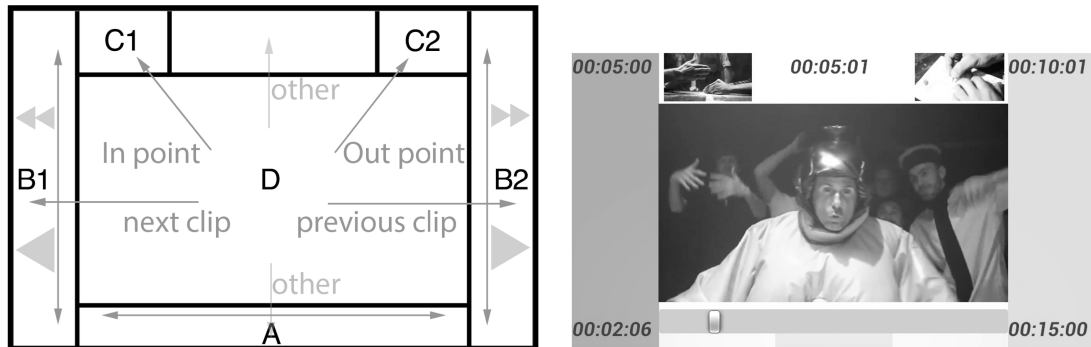 C1
C2
other
In point
Out point
B1
D
B2
next clip
previous clip
other
A
00:05:00
00:05:01
00:10:01
00:02:06
00:15:00